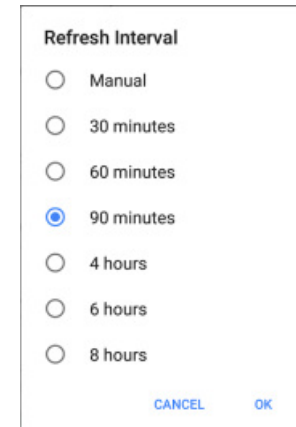 Refresh Interval
Manual
30 minutes
60 minutes
90 minutes
4 hours
6 hours
8 hours
CANCEL OK